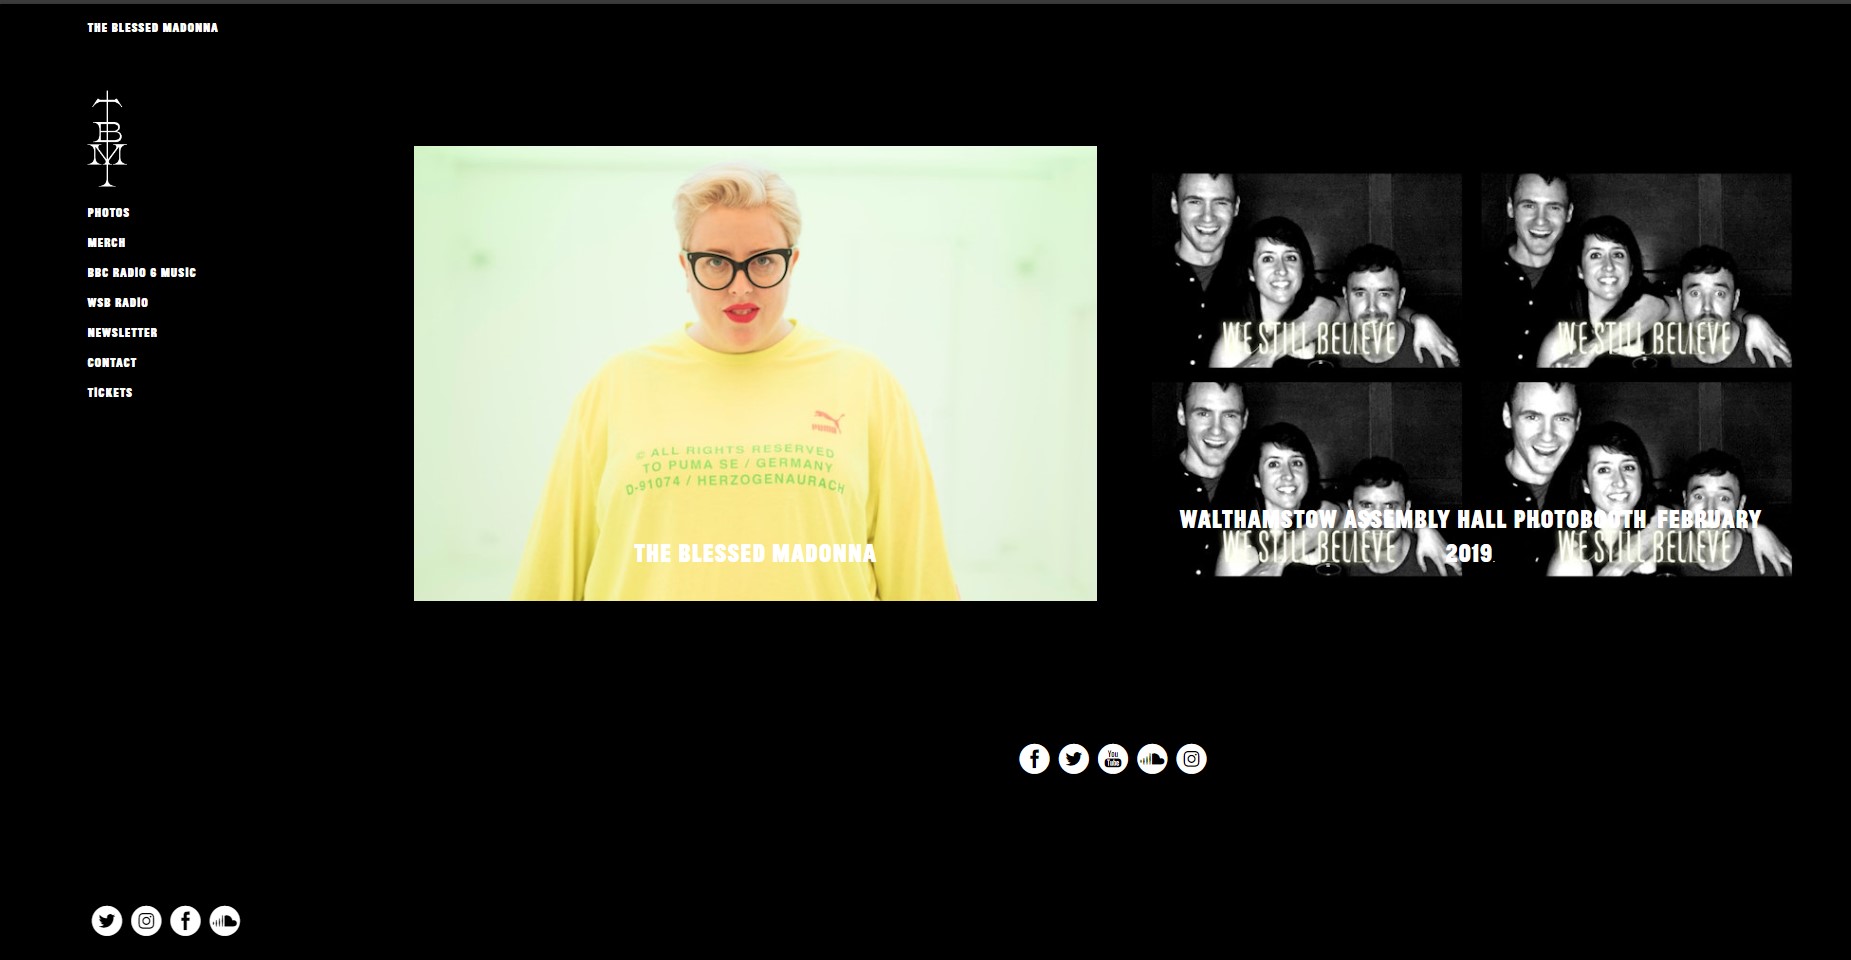 THE BLESSED MADONNA
T
B
M
PHOTOS
MERCH
BBC RADIO 6 MUSIC
WSB RADIO
NEWSLETTER
CONTACT
TICKETS
PUMA
© ALL RIGHTS RESERVED
TO PUMA SE / GERMANY
D-91074 / HERZOGENAURACH
THE BLESSED MADONNA
WE STILL BELIEVE
WE STILL BELIEVE
WALTHAMSTOW ASSEMBLY HALL PHOTOBOOTH, FEBRUARY
2019.
WE STILL BELIEVE
WE STILL BELIEVE
You
Tube